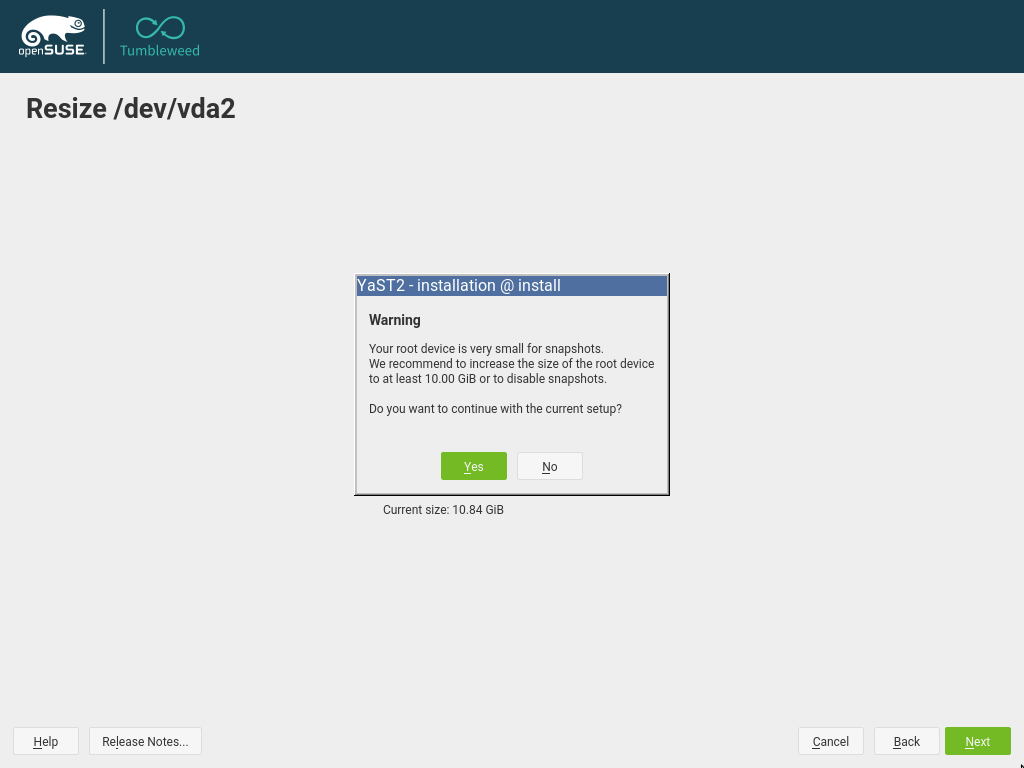 openSUSE
Tumbleweed
Resize /dev/vda2
YaST2 - installation @ install
Warning
Your root device is very small for snapshots.
We recommend to increase the size of the root device
to at least 10.00 GiB or to disable snapshots.
Do you want to continue with the current setup?
Yes
No
Current size: 10.84 GiB
Help
Release Notes...
Cancel
Back
Next